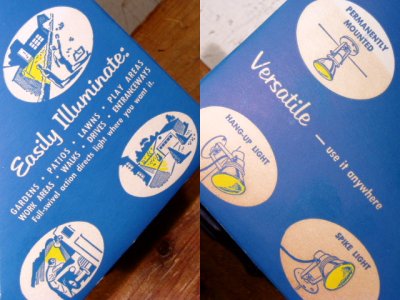 Easily Illuminate:
GARDENS · PATIOS · LAWNS · PLAY AREAS
WORK AREAS · WALKS · DRIVES · ENTRANCEWAYS
Full-swivel action directs light where you want it.
PERMANENTLY
MOUNTED
Versatile — use it anywhere
HANG-UP LIGHT
SPIKE LIGHT